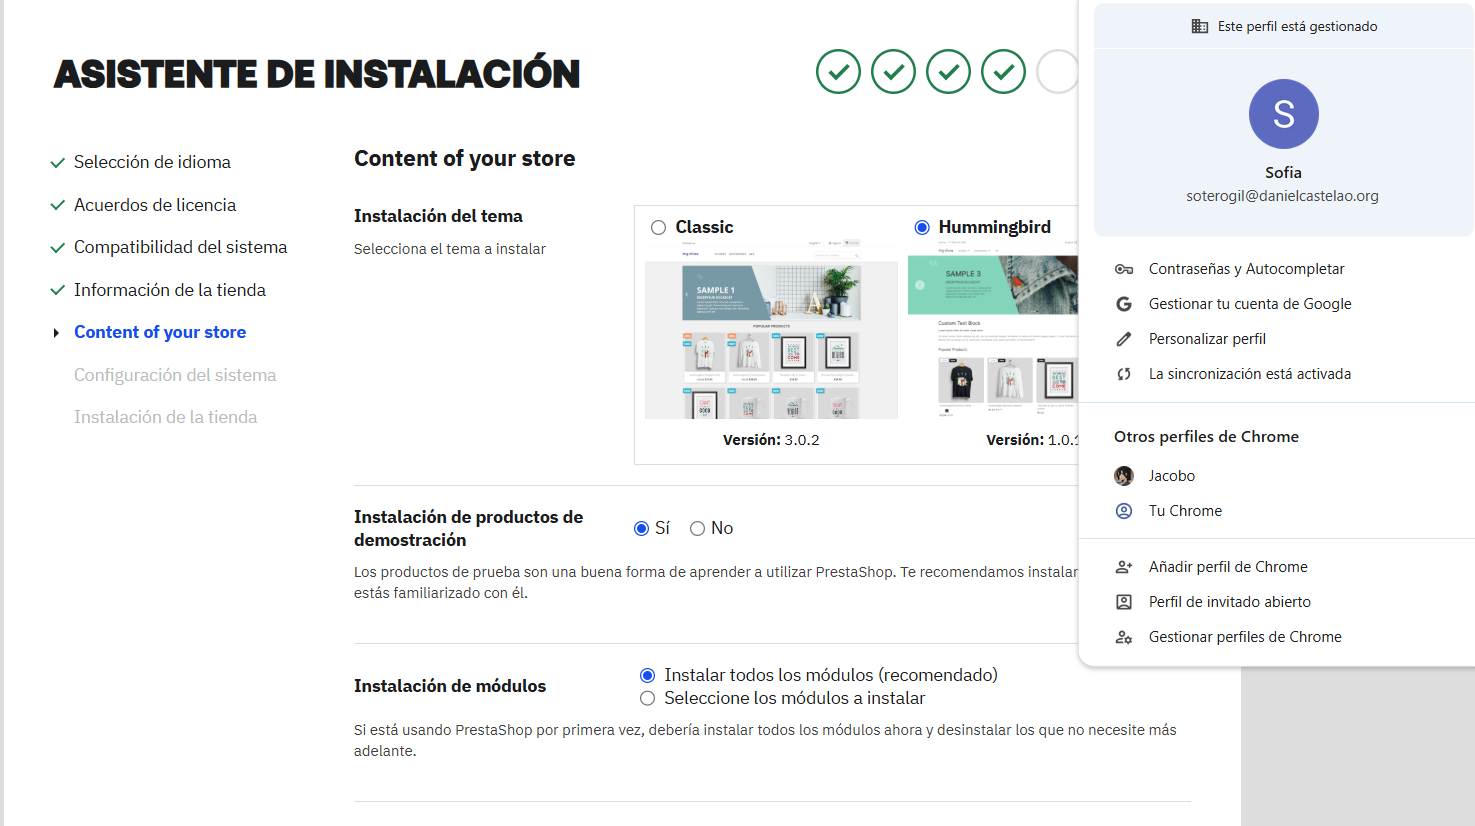 ASISTENTE DE INSTALACIÓN
Selección de idioma
Acuerdos de licencia
Compatibilidad del sistema
Información de la tienda
Content of your store
Configuración del sistema
Instalación de la tienda
Content of your store
Instalación del tema
Selecciona el tema a instalar
Classic
SAMPLE 1
POPULAR PRODUCTS
Versión: 3.0.2
Hummingbird
SAMPLE 3
Custom Text Block
Popular Products
Versión: 1.0.1
Instalación de productos de
demostración
Sí
No
Los productos de prueba son una buena forma de aprender a utilizar PrestaShop. Te recomendamos instalar
estás familiarizado con él.
Instalación de módulos
Instalar todos los módulos (recomendado)
Seleccione los módulos a instalar
Si está usando PrestaShop por primera vez, debería instalar todos los módulos ahora y desinstalar los que no necesite más
adelante.
Este perfil está gestionado
S
Sofia
soterogil@danielcastelao.org
Contraseñas y Autocompletar
Gestionar tu cuenta de Google
Personalizar perfil
La sincronización está activada
Otros perfiles de Chrome
Jacobo
Tu Chrome
Añadir perfil de Chrome
Perfil de invitado abierto
Gestionar perfiles de Chrome